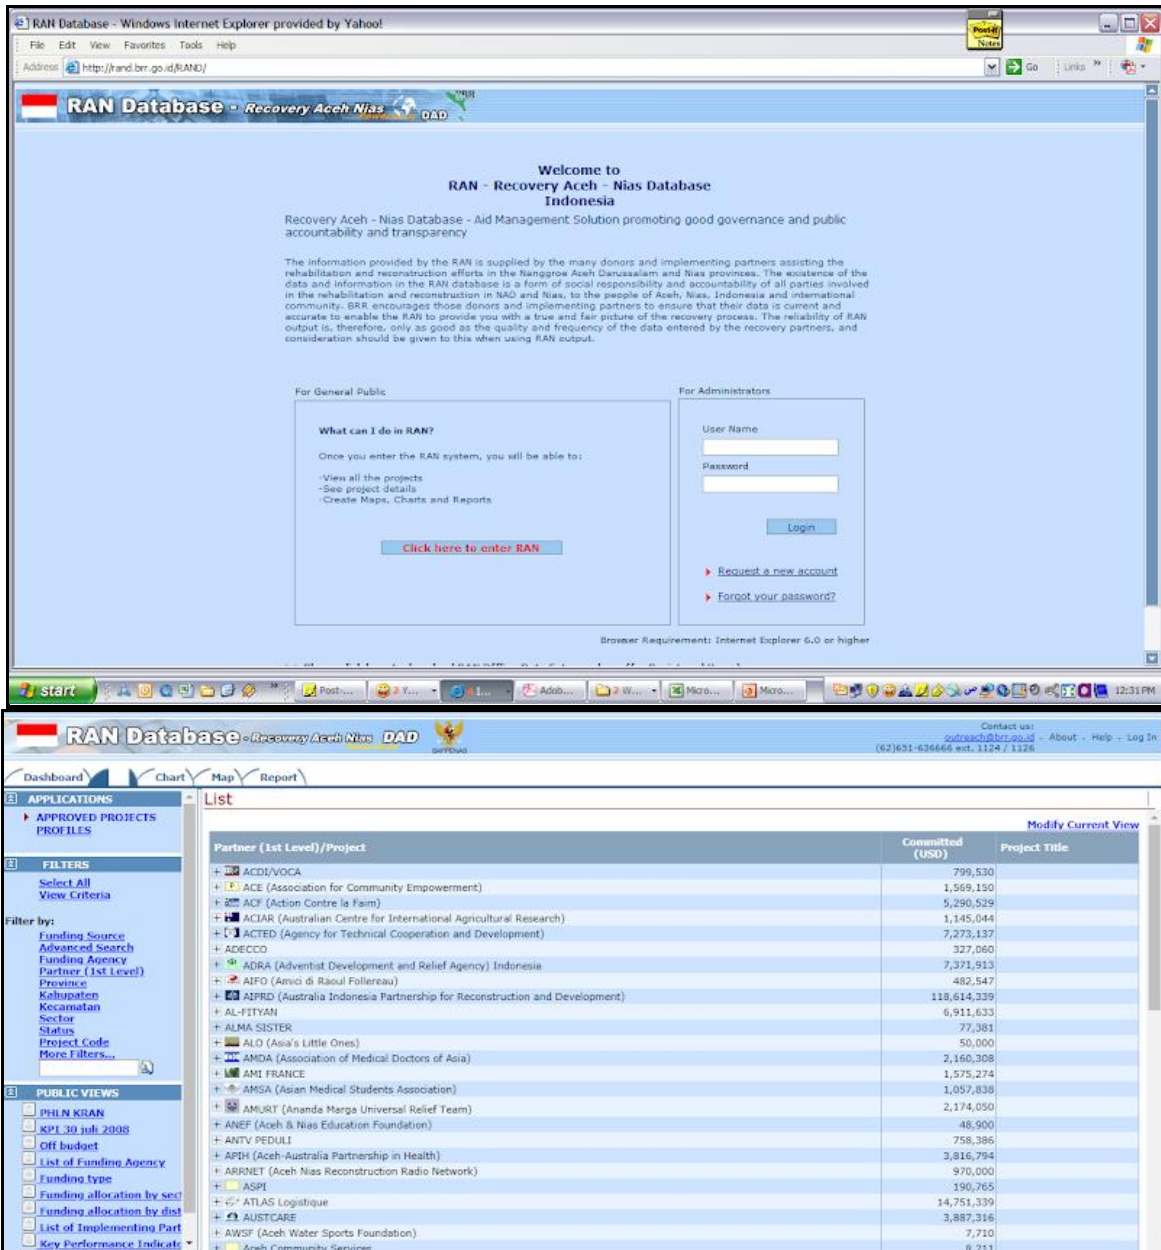 RAN Database - Windows Internet Explorer provided by Yahoo!
Post-it
Notes
File Edit View Favorites Tools Help
Address http://rand.brr.go.id/RAND/
Go Links »
RAN Database - Recovery Aceh Nias DAD
Welcome to
RAN - Recovery Aceh - Nias Database
Indonesia
Recovery Aceh - Nias Database - Aid Management Solution promoting good governance and public
accountability and transparency
The information provided by the RAN is supplied by the many donors and implementing partners assisting the
rehabilitation and reconstruction efforts in the Nanggroe Aceh Darussalam and Nias provinces. The existence of the
data and information in the RAN database is a form of social responsibility and accountability of all parties involved
in the rehabilitation and reconstruction in NAD and Nias, to the people of Aceh, Nias, Indonesia and international
community. BRR encourages those donors and implementing partners to ensure that their data is current and
accurate to enable the RAN to provide you with a true and fair picture of the recovery process. The reliability of RAN
output is, therefore, only as good as the quality and frequency of the data entered by the recovery partners, and
consideration should be given to this when using RAN output.
For General Public
What can I do in RAN?
Once you enter the RAN system, you will be able to:
-View all the projects
-See project details
-Create Maps, Charts and Reports
Click here to enter RAN
For Administrators
User Name
Password
Login
Request a new account
Forgot your password?
Browser Requirement: Internet Explorer 6.0 or higher
start Post-... 2 Y... I... Adob... 2 W... Micro... Micro... 12:31 PM
RAN Database - Recovery Aceh Nias DAD
BAPPENAS
Contact us:
outreach@brr.go.id - About - Help - Log In
(62)651-636666 ext. 1124 / 1126
Dashboard Chart Map Report
APPLICATIONS
APPROVED PROJECTS
PROFILES
FILTERS
Select All
View Criteria
Filter by:
Funding Source
Advanced Search
Funding Agency
Partner (1st Level)
Province
Kabupaten
Kecamatan
Sector
Status
Project Code
More Filters...
PUBLIC VIEWS
PHLN KRAN
KPI 30 juli 2008
Off budget
List of Funding Agency
Funding type
Funding allocation by sect
Funding allocation by dist
List of Implementing Part
Key Performance Indicate
List
Modify Current View
Partner (1st Level)/Project Committed (USD) Project Title
+ ACDI/VOCA 799,530
+ ACE (Association for Community Empowerment) 1,569,150
+ ACF (Action Contre la Faim) 5,290,529
+ ACIAR (Australian Centre for International Agricultural Research) 1,145,044
+ ACTED (Agency for Technical Cooperation and Development) 7,273,137
+ ADECCO 327,060
+ ADRA (Adventist Development and Relief Agency) Indonesia 7,371,913
+ AIFO (Amici di Raoul Follereau) 482,547
+ AIPRD (Australia Indonesia Partnership for Reconstruction and Development) 118,614,339
+ AL-FITYAN 6,911,633
+ ALMA SISTER 77,381
+ ALO (Asia's Little Ones) 50,000
+ AMDA (Association of Medical Doctors of Asia) 2,160,308
+ AMI FRANCE 1,575,274
+ AMSA (Asian Medical Students Association) 1,057,838
+ AMURT (Ananda Marga Universal Relief Team) 2,174,050
+ ANEF (Aceh & Nias Education Foundation) 48,900
+ ANTV PEDULI 758,386
+ APIH (Aceh-Australia Partnership in Health) 3,816,794
+ ARRNET (Aceh Nias Reconstruction Radio Network) 970,000
+ ASPI 190,765
+ ATLAS Logistique 14,751,339
+ AUSTCARE 3,887,316
+ AWSF (Aceh Water Sports Foundation) 7,710
+ Aceh Community Services 8,211